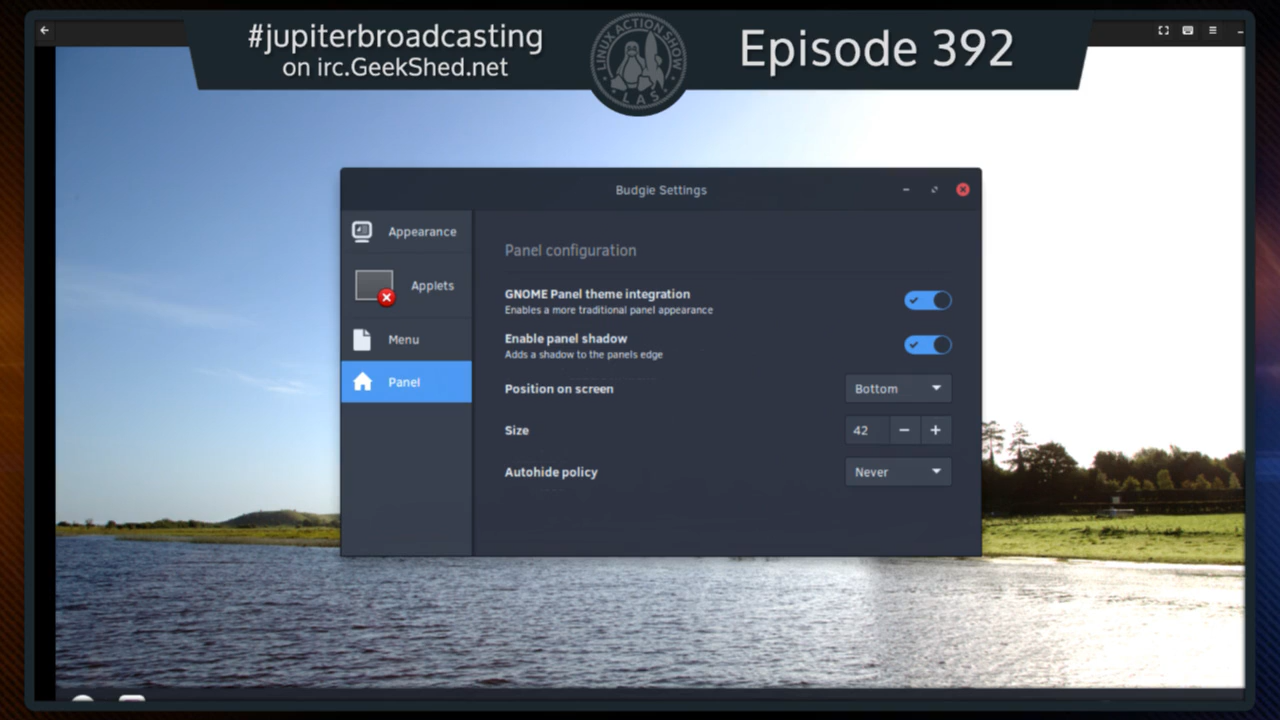 #jupiterbroadcasting
on irc.GeekShed.net
LINUX ACTION SHOW
LAS
Episode 392
Budgie Settings
Appearance
Applets
Menu
Panel
Panel configuration
GNOME Panel theme integration
Enables a more traditional panel appearance
Enable panel shadow
Adds a shadow to the panels edge
Position on screen
Bottom
Size
42
Autohide policy
Never